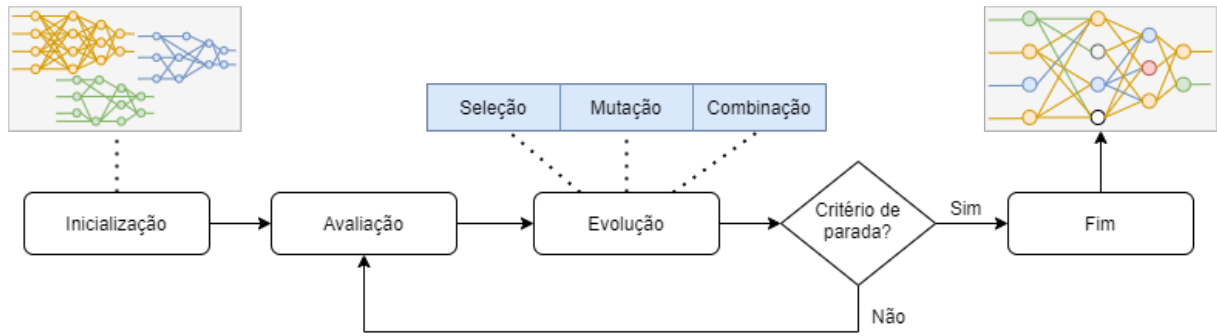 Seleção
Mutação
Combinação
Inicialização
Avaliação
Evolução
Critério de
parada?
Sim
Fim
Não